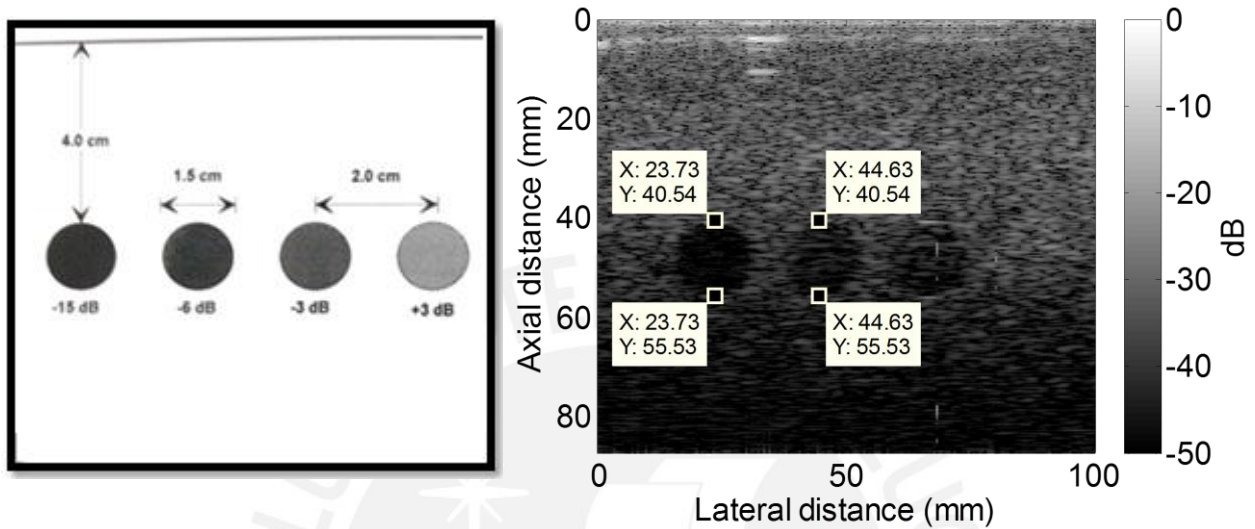 4.0 cm
1.5 cm
2.0 cm
-15 dB
-6 dB
-3 dB
+3 dB
0
20
40
60
80
Axial distance (mm)
X: 23.73
Y: 40.54
X: 44.63
Y: 40.54
X: 23.73
Y: 55.53
X: 44.63
Y: 55.53
0
50
100
Lateral distance (mm)
0
-10
-20
-30
-40
-50
dB